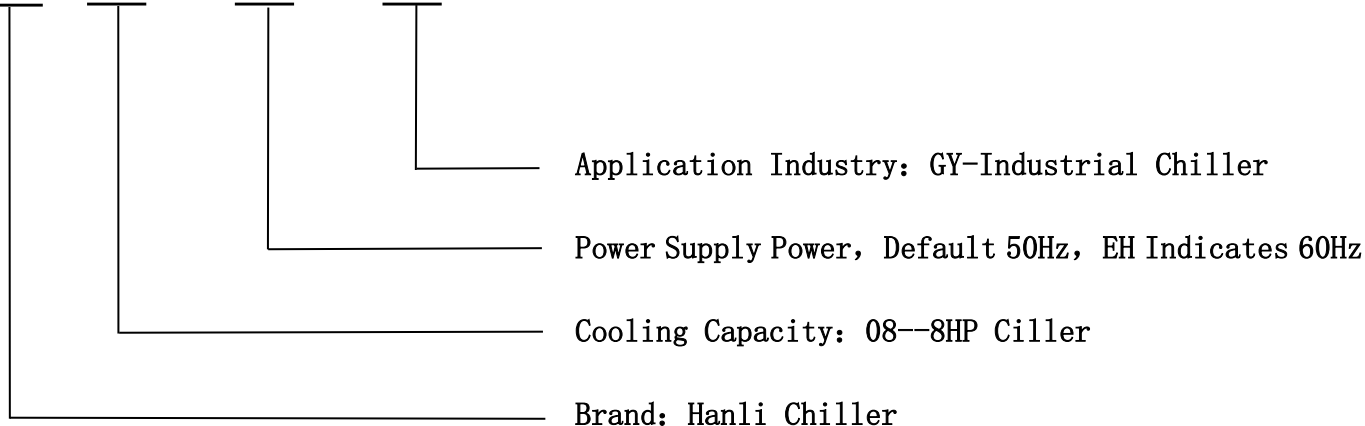 Application Industry：GY-Industrial Chiller
Power Supply Power，Default 50Hz，EH Indicates 60Hz
Cooling Capacity：08--8HP Ciller
Brand：Hanli Chiller